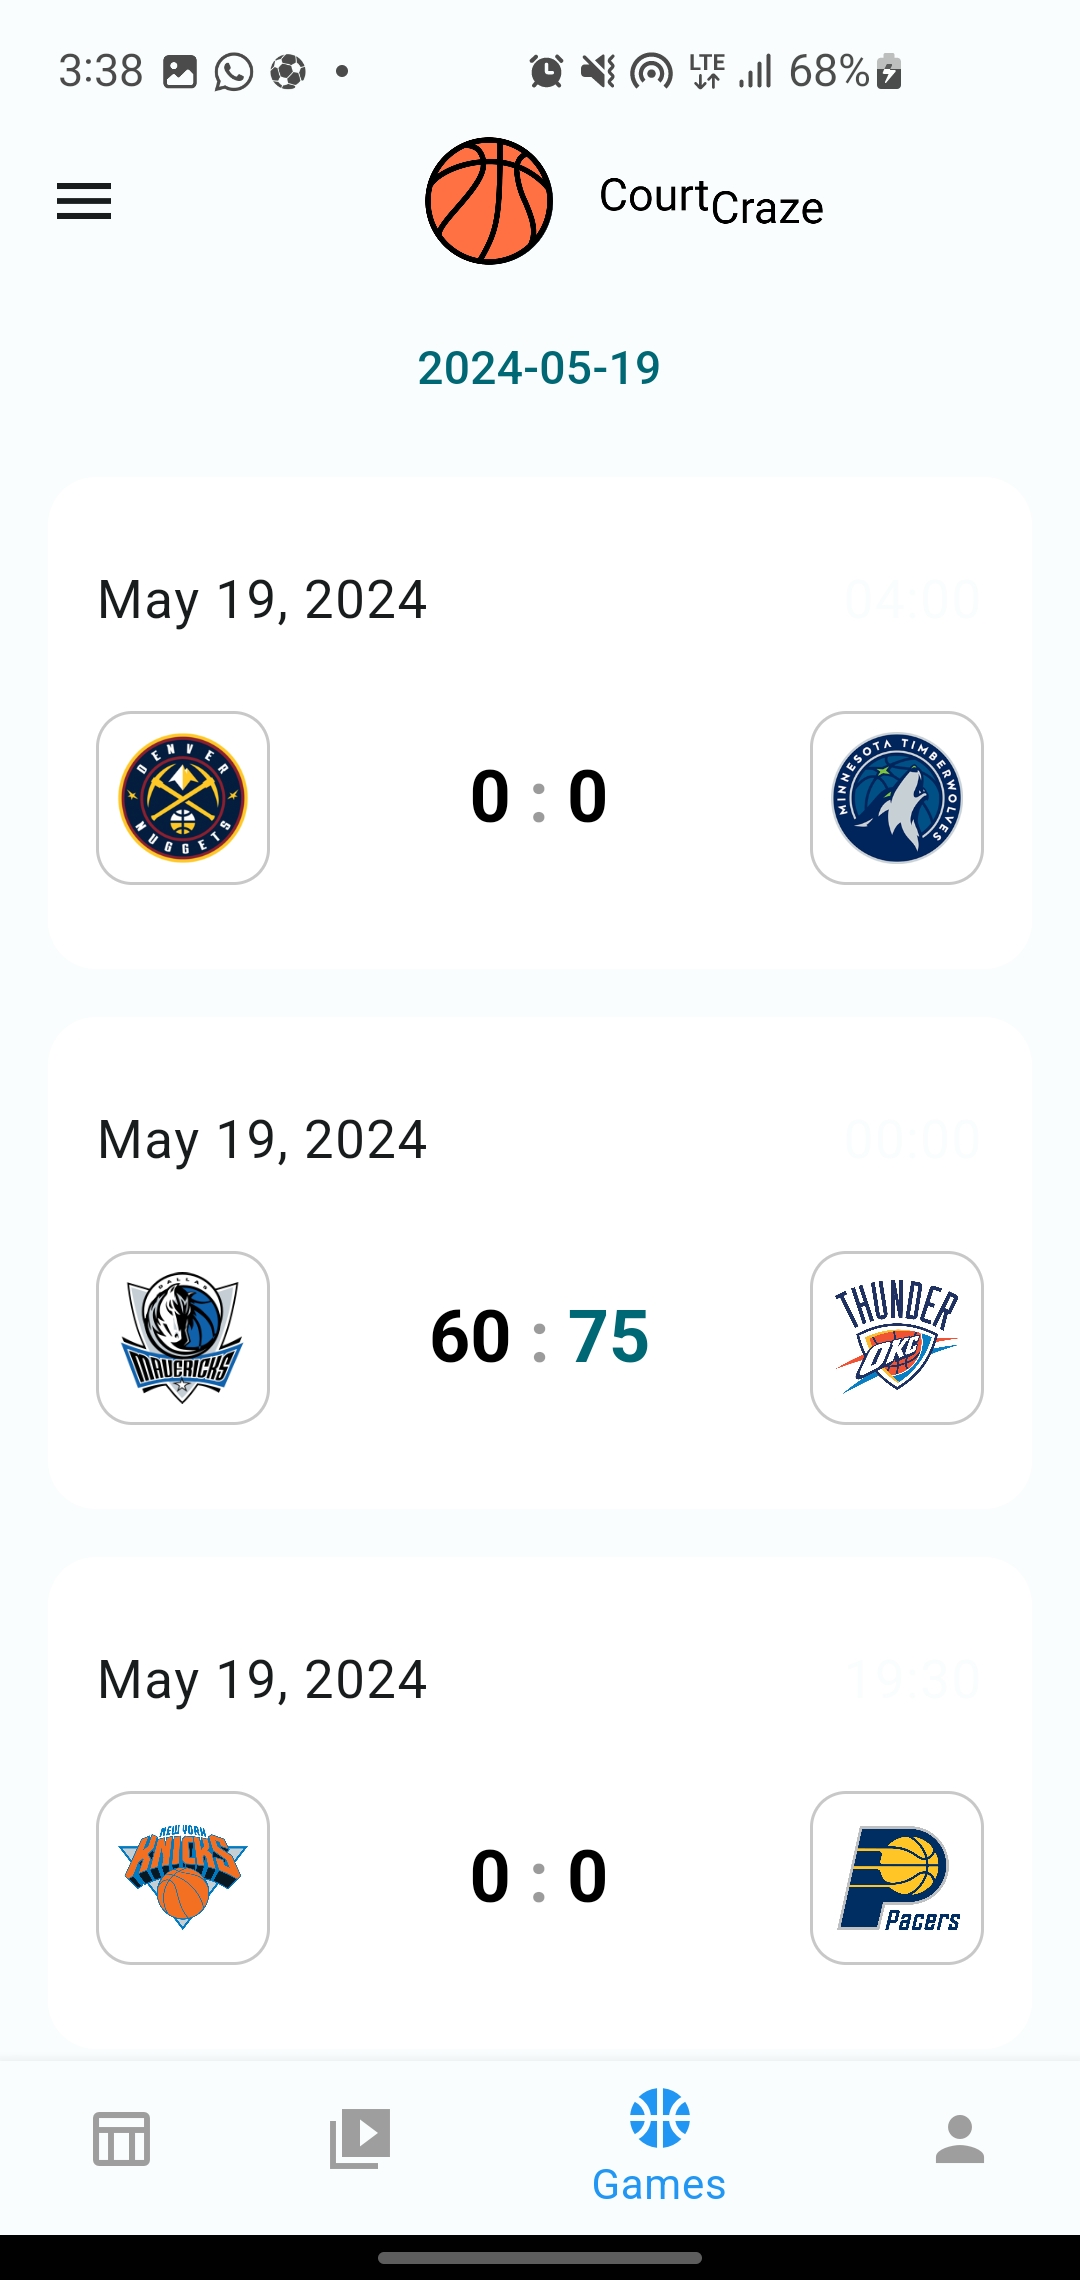 3:38 LTE 68%
CourtCraze
2024-05-19
May 19, 2024 04:00
DENVER NUGGETS
0 : 0
MINNESOTA TIMBERWOLVES
May 19, 2024 00:00
DALLAS MAVERICKS
60 : 75
THUNDER OKC
May 19, 2024 19:30
NEW YORK KNICKS
0 : 0
Pacers
Games